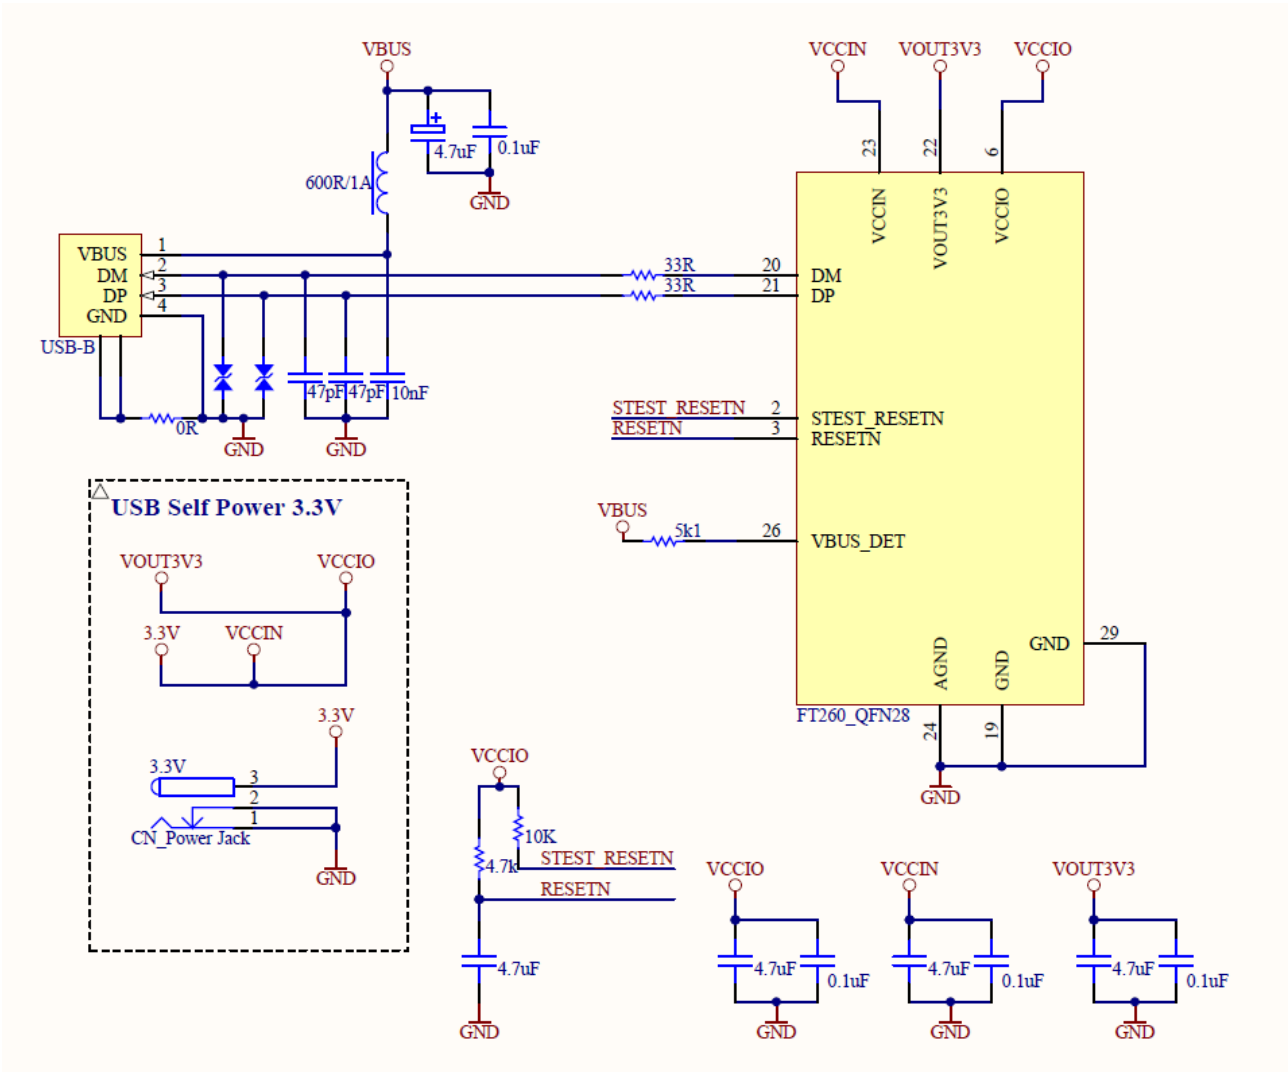 VBUS
VCCIN VOUT3V3 VCCIO
+
4.7uF 0.1uF
23 22 6
600R/1A
GND
VCCIN VOUT3V3 VCCIO
VBUS 1
DM 2 33R 20 DM
DP 3 33R 21 DP
GND 4
USB-B
47pF 47pF 10nF
0R
GND GND
STEST_RESETN 2 STEST_RESETN
RESETN 3 RESETN
USB Self Power 3.3V
VBUS
5k1 26 VBUS_DET
VOUT3V3 VCCIO
3.3V VCCIN
GND 29
AGND GND
3.3V
FT260_QFN28
24 19
VCCIO
3.3V 3
2
1
CN_Power Jack
GND
GND
10K
4.7k STEST_RESETN
RESETN
VCCIO VCCIN VOUT3V3
4.7uF
4.7uF 0.1uF 4.7uF 0.1uF 4.7uF 0.1uF
GND GND GND GND